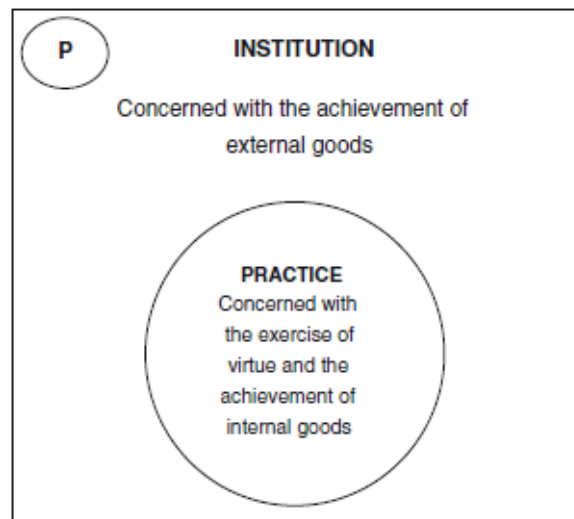 P
INSTITUTION
Concerned with the achievement of
external goods
PRACTICE
Concerned with
the exercise of
virtue and the
achievement of
internal goods